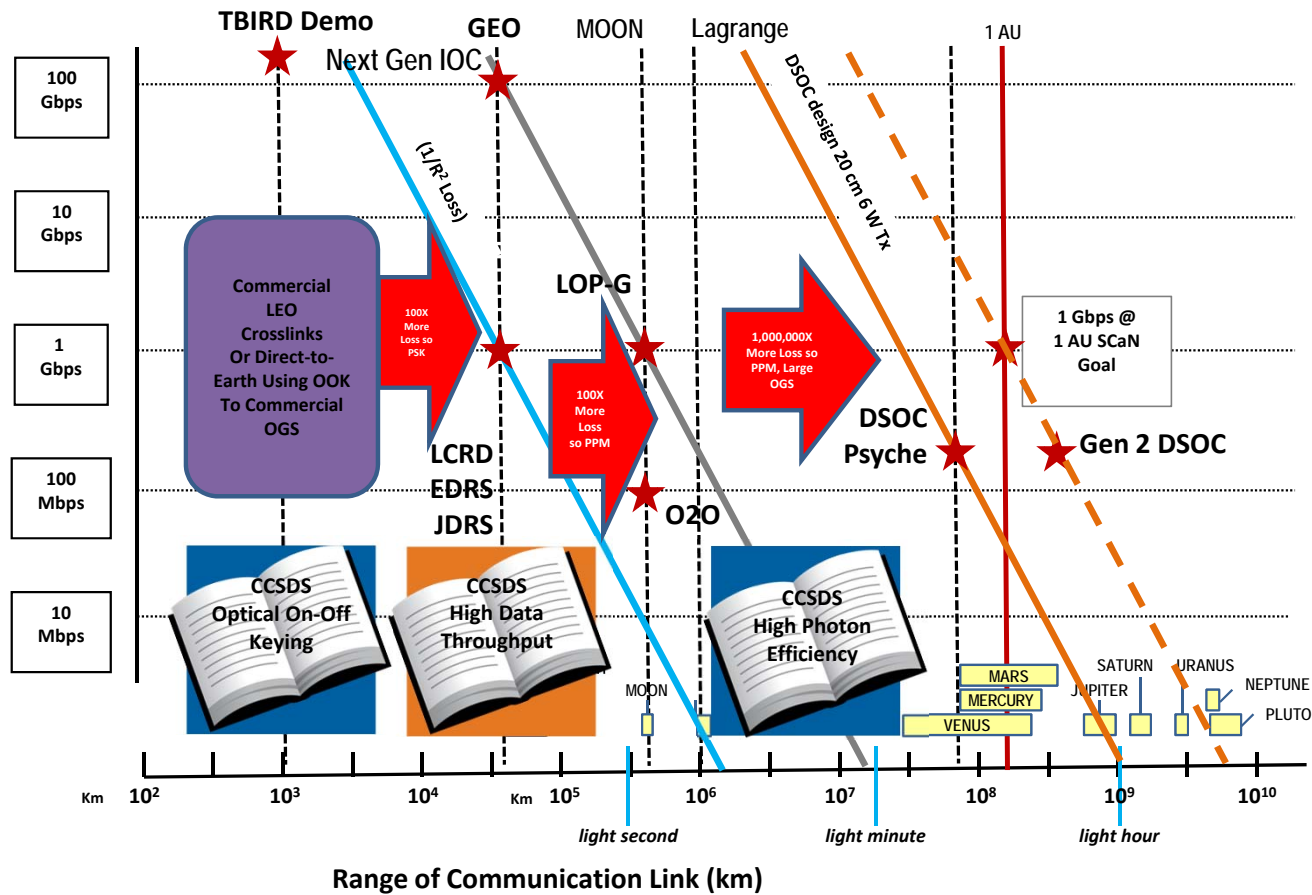 TBIRD Demo
GEO
MOON
Lagrange
1 AU
Next Gen IOC
100
Gbps
10
Gbps
1
Gbps
100
Mbps
10
Mbps
(1/R² Loss)
DSOC design 20 cm 6 W Tx
Commercial
LEO
Crosslinks
Or Direct-to-
Earth Using OOK
To Commercial
OGS
100X
More
Loss so
PSK
LOP-G
100X
More
Loss
so PPM
1,000,000X
More Loss so
PPM, Large
OGS
1 Gbps @
1 AU SCaN
Goal
DSOC
Psyche
Gen 2 DSOC
LCRD
EDRS
JDRS
O2O
CCSDS
Optical On-Off
Keying
CCSDS
High Data
Throughput
CCSDS
High Photon
Efficiency
MOON
MARS
MERCURY
VENUS
JUPITER
SATURN
URANUS
NEPTUNE
PLUTO
Km
10²
10³
10⁴
Km
10⁵
10⁶
10⁷
10⁸
10⁹
10¹⁰
light second
light minute
light hour
Range of Communication Link (km)